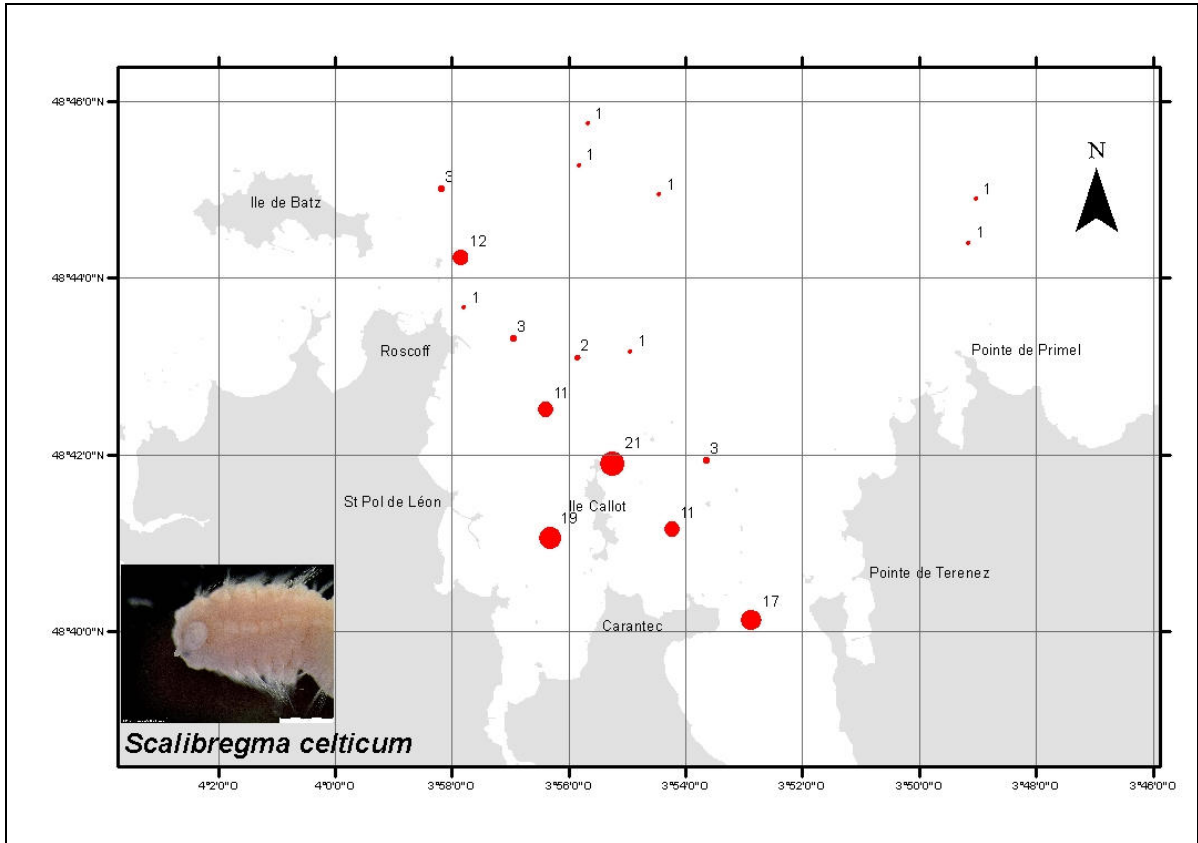 48°46'0"N
1
1
1
3
1
N
Ile de Batz
12
1
48°44'0"N
1
3
2
1
Roscoff
Pointe de Primel
11
21
3
48°42'0"N
St Pol de Léon
Ile Callot
19
11
Pointe de Terenez
17
Carantec
48°40'0"N
Scalibregma celticum
4°2'0"O
4°0'0"O
3°58'0"O
3°56'0"O
3°54'0"O
3°52'0"O
3°50'0"O
3°48'0"O
3°46'0"O